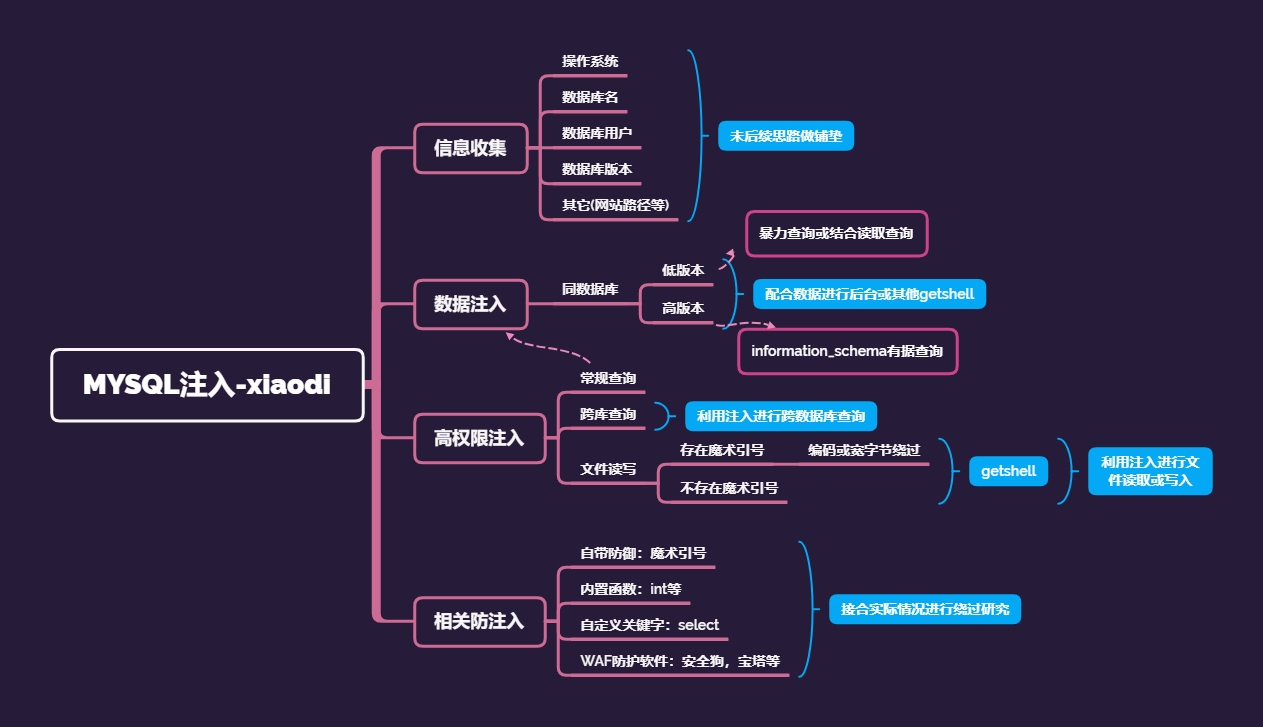 MYSQL注入-xiaodi
信息收集
操作系统
数据库名
数据库用户
数据库版本
其它(网站路径等)
未后续思路做铺垫
数据注入
同数据库
低版本
暴力查询或结合读取查询
高版本
information_schema有据查询
配合数据进行后台或其他getshell
高权限注入
常规查询
跨库查询
利用注入进行跨数据库查询
文件读写
存在魔术引号
编码或宽字节绕过
不存在魔术引号
getshell
利用注入进行文
件读取或写入
相关防注入
自带防御：魔术引号
内置函数：int等
自定义关键字：select
WAF防护软件：安全狗，宝塔等
接合实际情况进行绕过研究